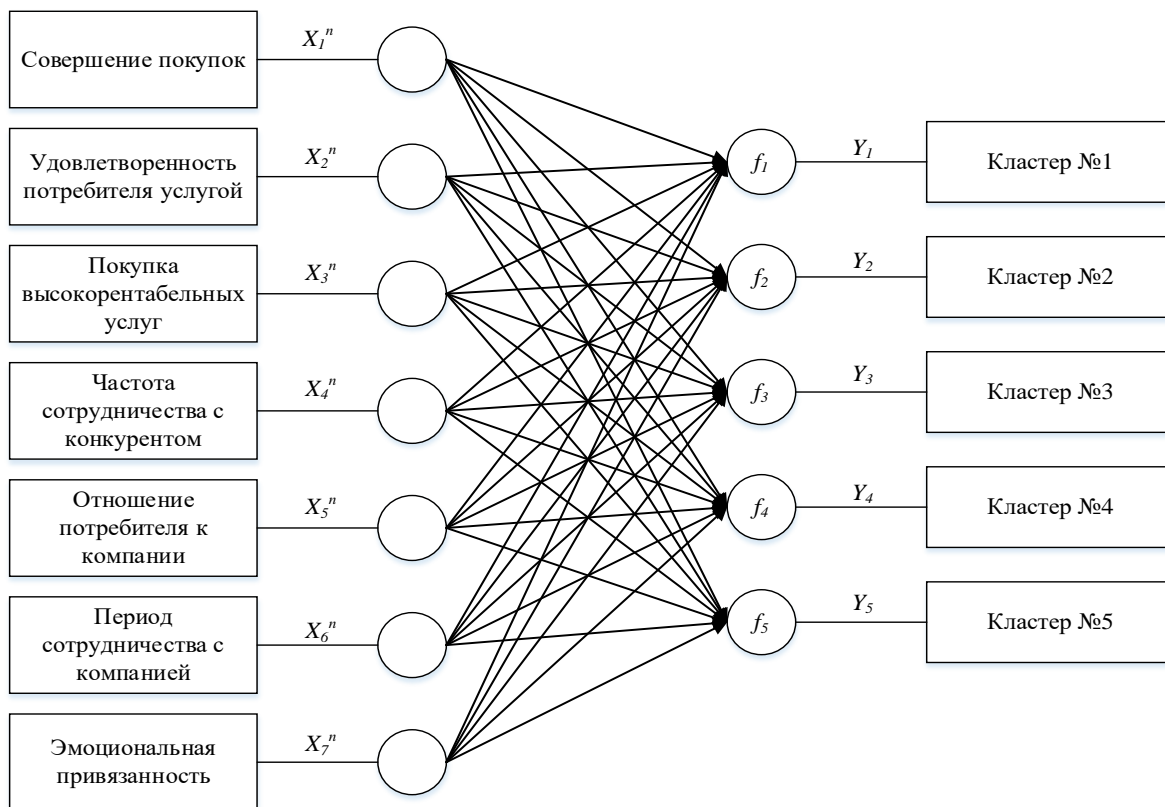 Совершение покупок
X₁ⁿ
Удовлетворенность
потребителя услугой
X₂ⁿ
Покупка
высокорентабельных
услуг
X₃ⁿ
Частота
сотрудничества с
конкурентом
X₄ⁿ
Отношение
потребителя к
компании
X₅ⁿ
Период
сотрудничества с
компанией
X₆ⁿ
Эмоциональная
привязанность
X₇ⁿ
f₁
Y₁
Кластер №1
f₂
Y₂
Кластер №2
f₃
Y₃
Кластер №3
f₄
Y₄
Кластер №4
f₅
Y₅
Кластер №5